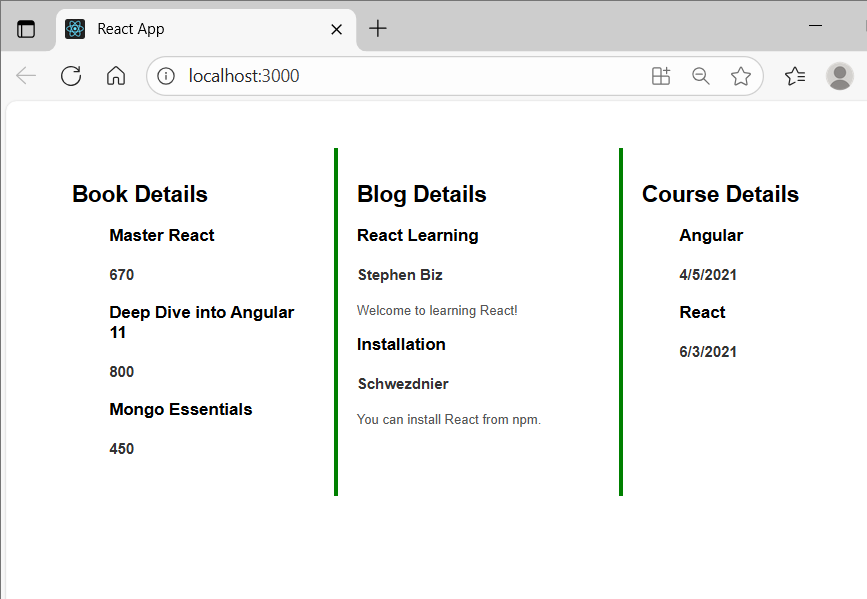 React App
localhost:3000
Book Details
Master React
670
Deep Dive into Angular
11
800
Mongo Essentials
450
Blog Details
React Learning
Stephen Biz
Welcome to learning React!
Installation
Schwezdnier
You can install React from npm.
Course Details
Angular
4/5/2021
React
6/3/2021